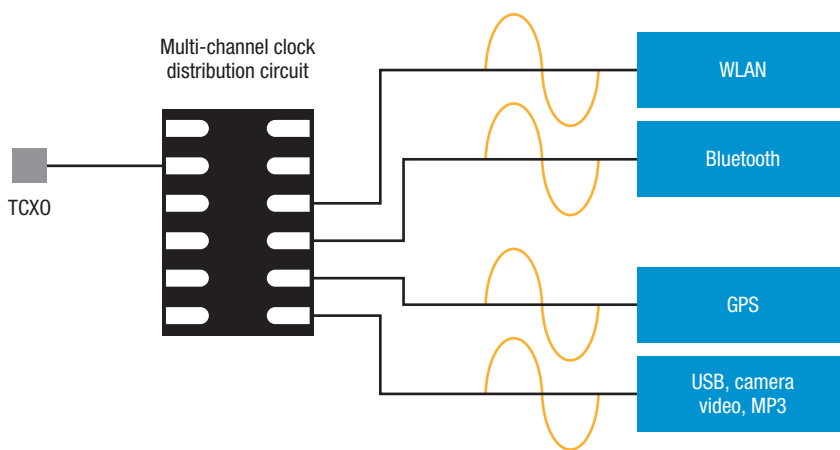 Multi-channel clock
distribution circuit
TCXO
WLAN
Bluetooth
GPS
USB, camera
video, MP3